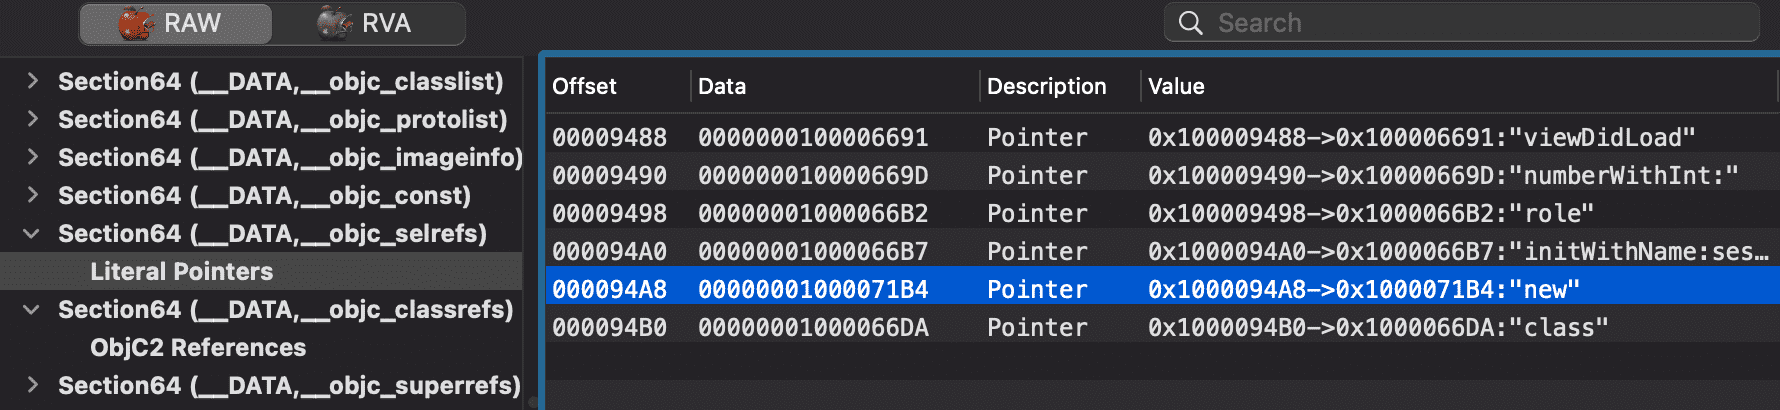 RAW RVA Search
Section64 (__DATA,__objc_classlist)
Section64 (__DATA,__objc_protolist)
Section64 (__DATA,__objc_imageinfo)
Section64 (__DATA,__objc_const)
Section64 (__DATA,__objc_selrefs)
Literal Pointers
Section64 (__DATA,__objc_classrefs)
ObjC2 References
Section64 (__DATA,__objc_superrefs)
Offset Data Description Value
00009488 0000000100006691 Pointer 0x100009488->0x100006691:"viewDidLoad"
00009490 000000010000669D Pointer 0x100009490->0x10000669D:"numberWithInt:"
00009498 00000001000066B2 Pointer 0x100009498->0x1000066B2:"role"
000094A0 00000001000066B7 Pointer 0x1000094A0->0x1000066B7:"initWithName:ses…
000094A8 00000001000071B4 Pointer 0x1000094A8->0x1000071B4:"new"
000094B0 00000001000066DA Pointer 0x1000094B0->0x1000066DA:"class"